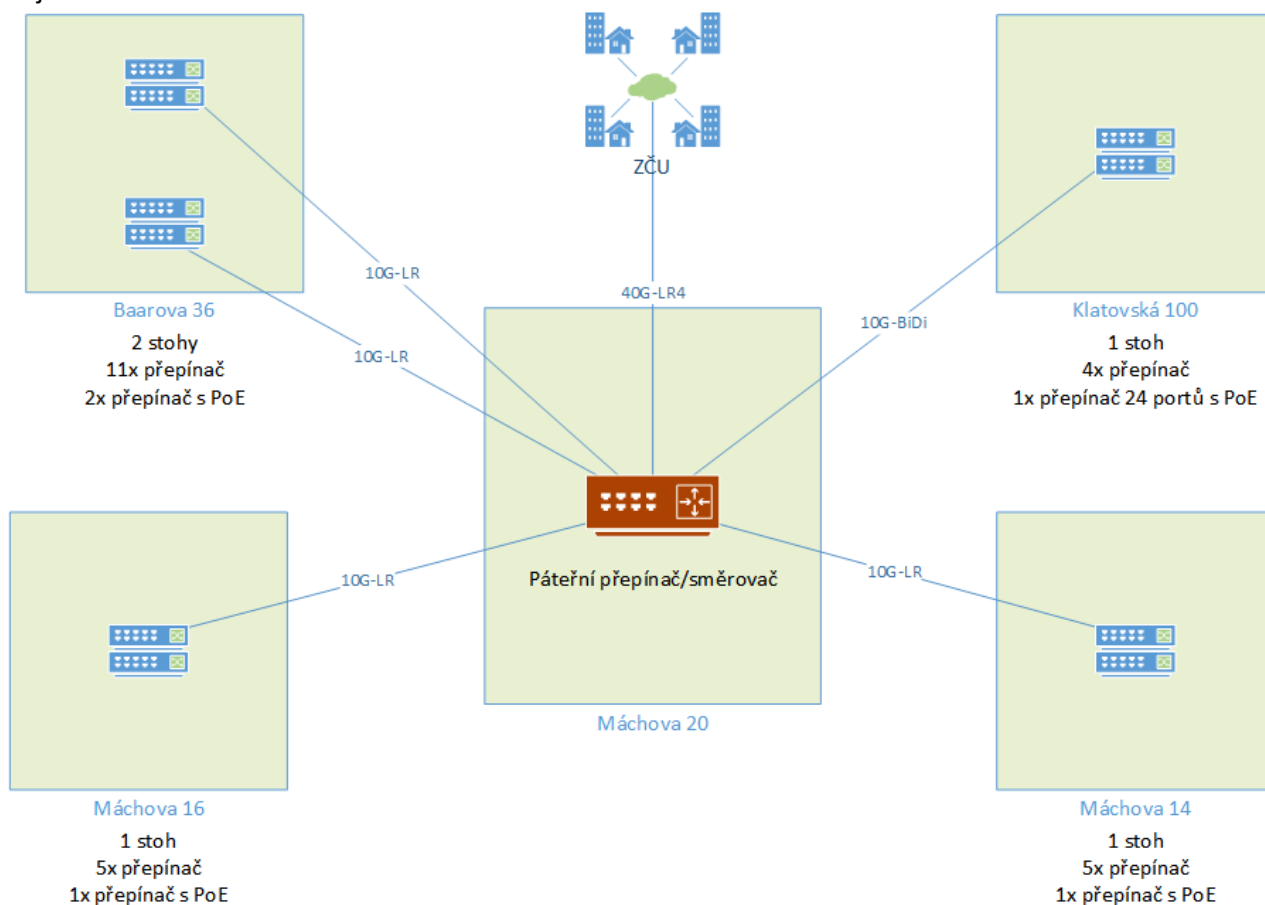 ZČU
10G-LR
40G-LR4
10G-BiDi
Baarova 36
2 stohy
11x přepínač
2x přepínač s PoE
10G-LR
Klatovská 100
1 stoh
4x přepínač
1x přepínač 24 portů s PoE
10G-LR
Páteřní přepínač/směrovač
10G-LR
Máchova 20
Máchova 16
1 stoh
5x přepínač
1x přepínač s PoE
Máchova 14
1 stoh
5x přepínač
1x přepínač s PoE